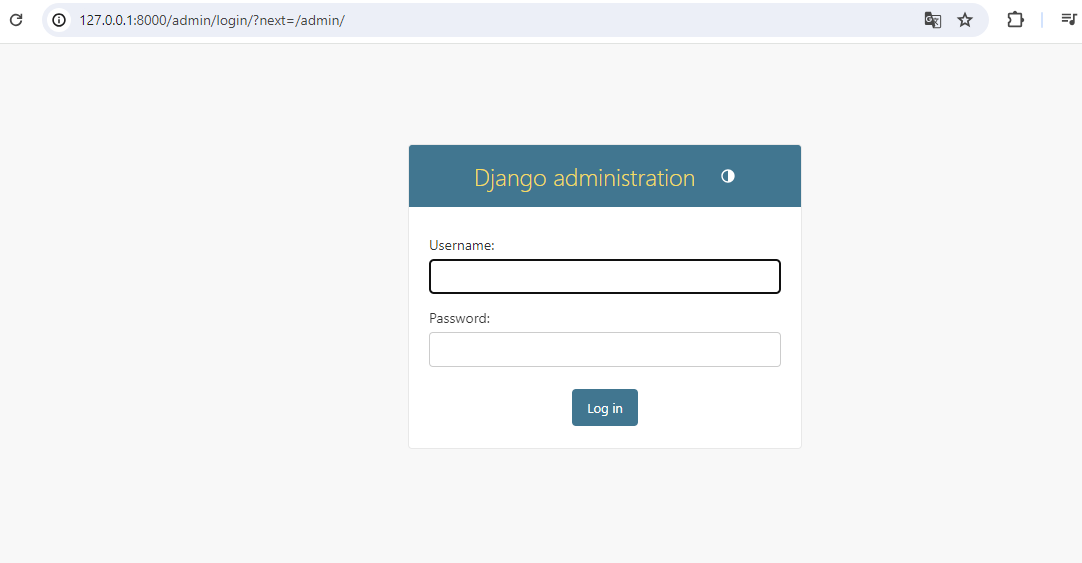 127.0.0.1:8000/admin/login/?next=/admin/
Django administration
Username:
Password:
Log in